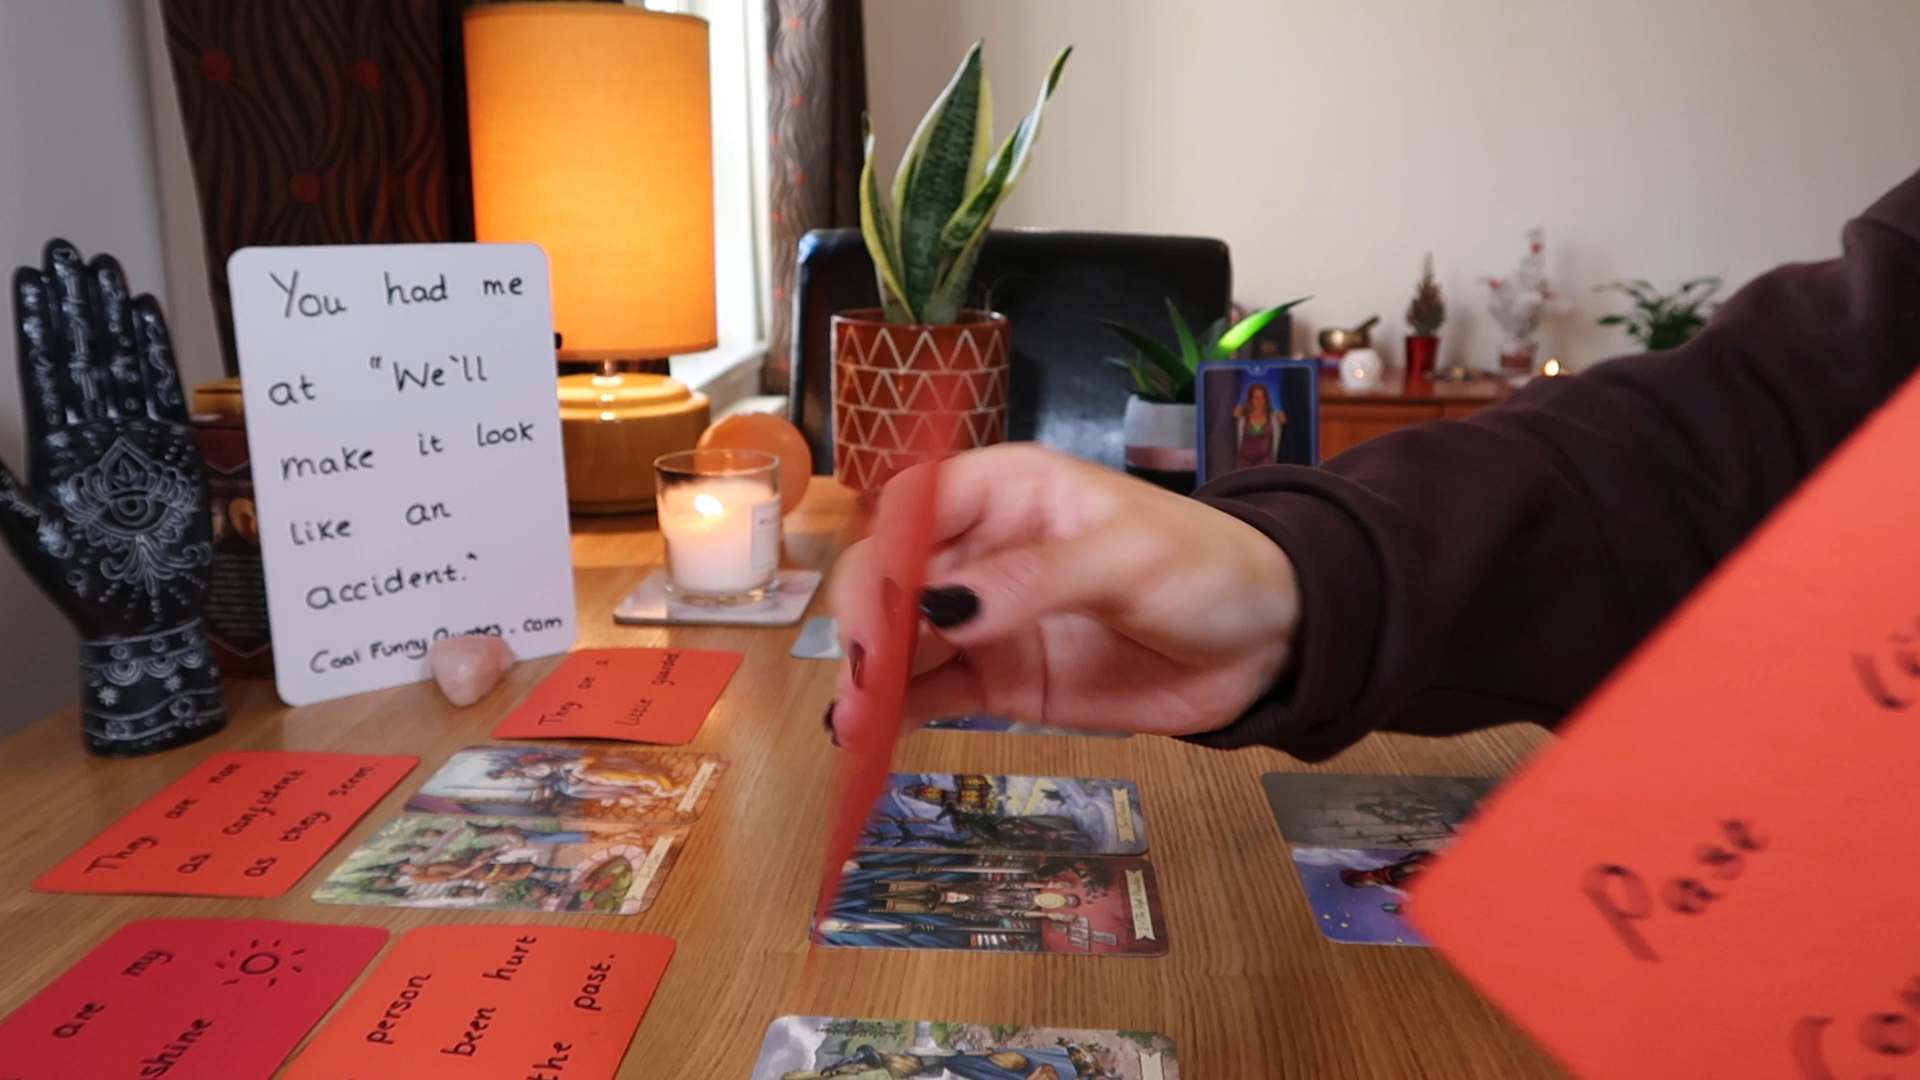 You had me
at "We`ll
make it look
like an
accident."
Cool Funny Quotes.com
They are a
little guarded
They are not
as confident
as they seem.
are my
shine
person
been hurt
the past.
Past